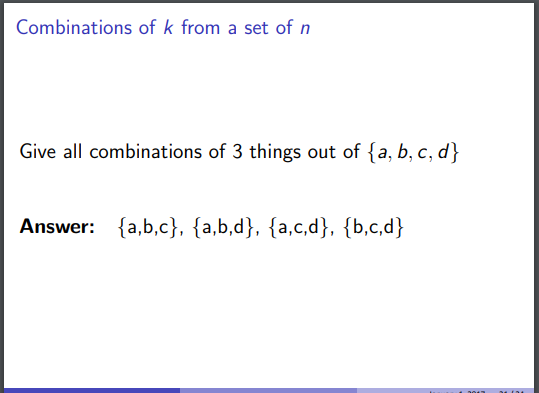 Combinations of k from a set of n
Give all combinations of 3 things out of {a, b, c, d}
Answer: {a,b,c}, {a,b,d}, {a,c,d}, {b,c,d}